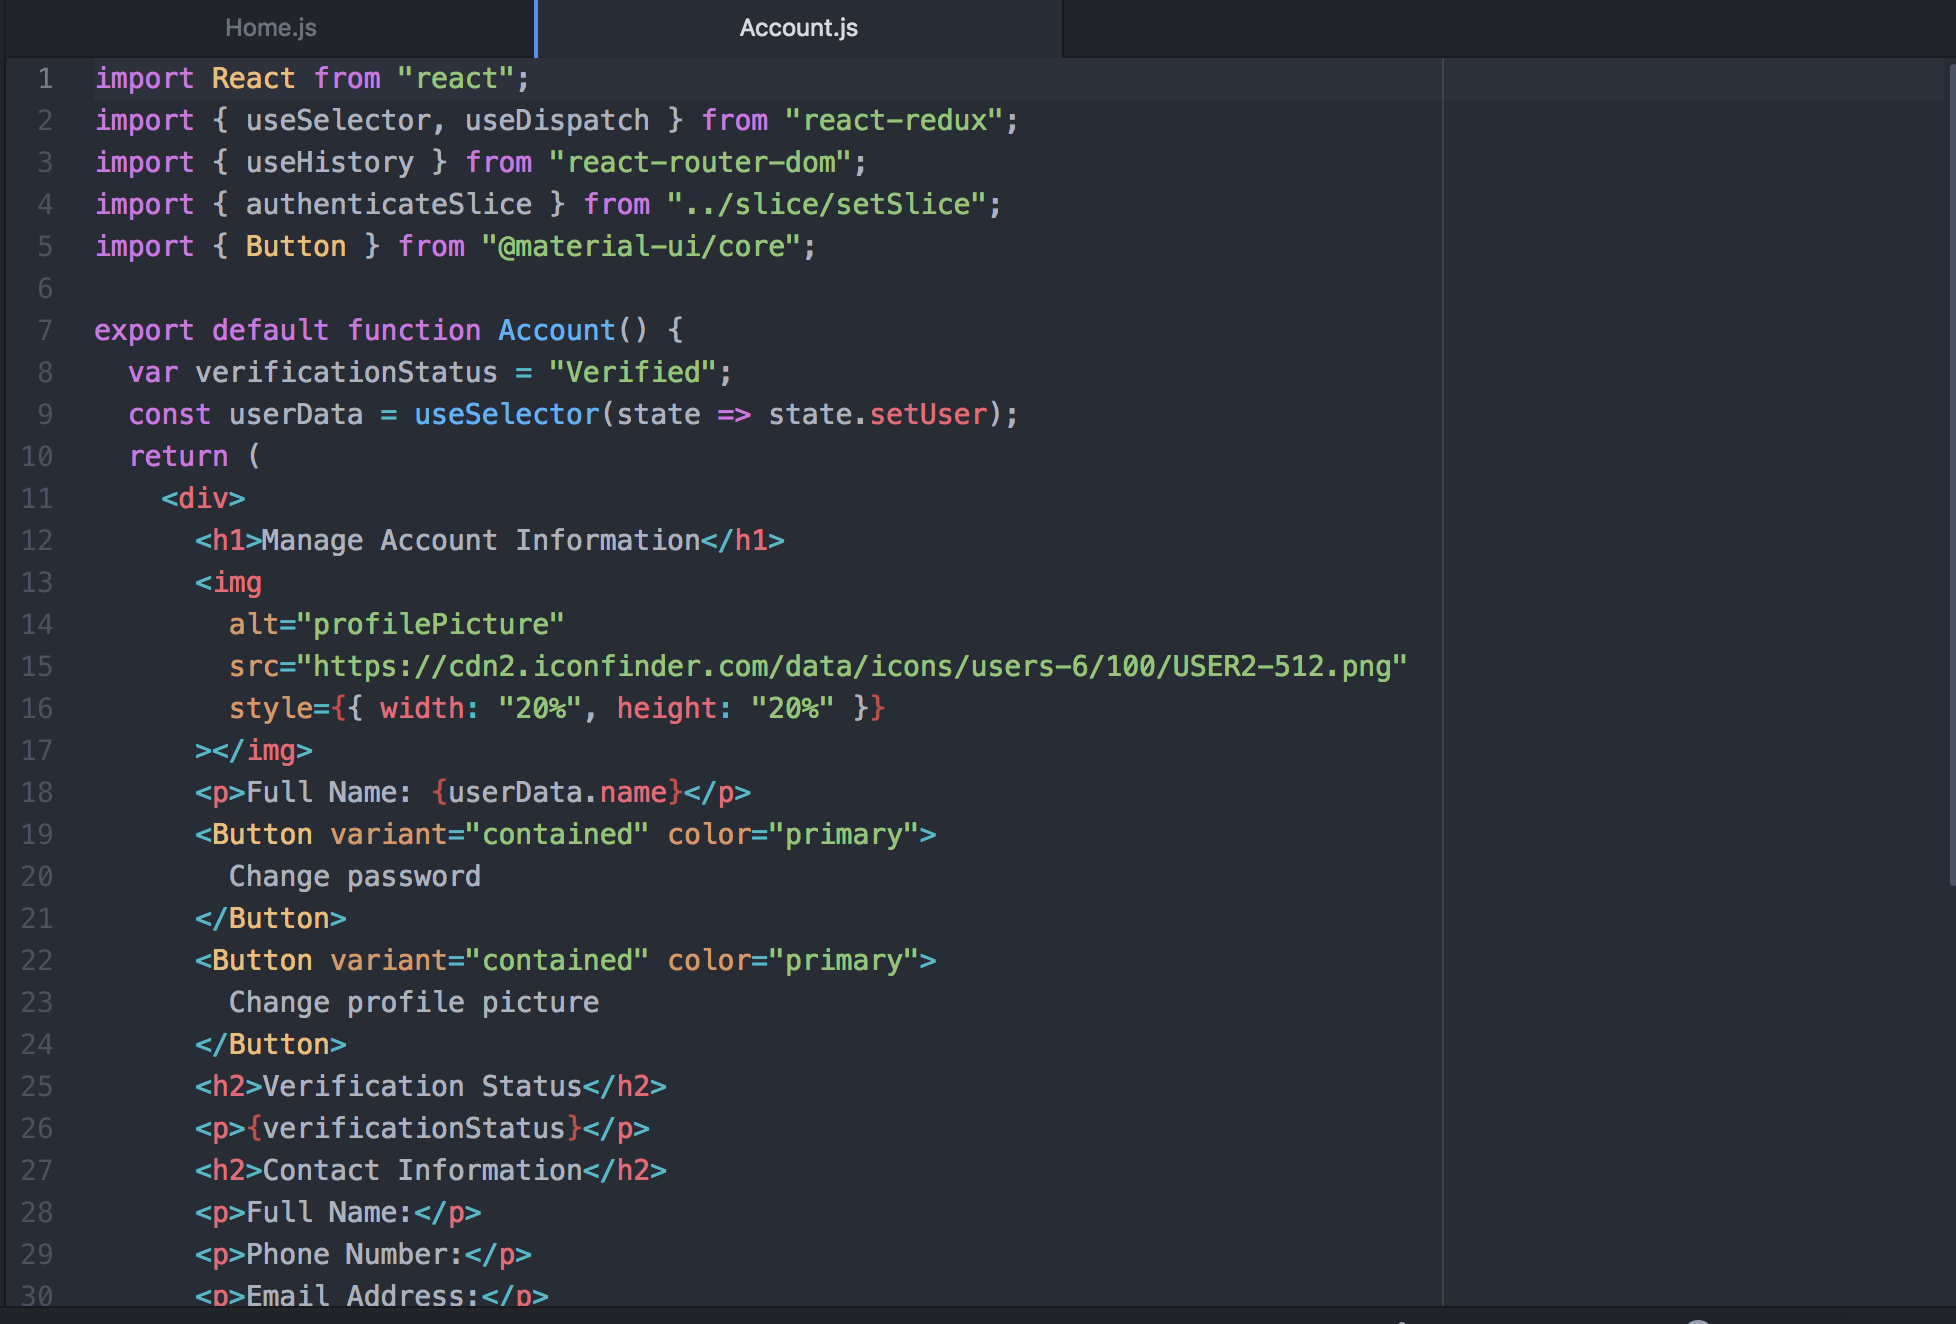 Home.js
Account.js
1 import React from "react";
2 import { useSelector, useDispatch } from "react-redux";
3 import { useHistory } from "react-router-dom";
4 import { authenticateSlice } from "../slice/setSlice";
5 import { Button } from "@material-ui/core";
6
7 export default function Account() {
8   var verificationStatus = "Verified";
9   const userData = useSelector(state => state.setUser);
10   return (
11     <div>
12       <h1>Manage Account Information</h1>
13       <img
14         alt="profilePicture"
15         src="https://cdn2.iconfinder.com/data/icons/users-6/100/USER2-512.png"
16         style={{ width: "20%", height: "20%" }}
17       ></img>
18       <p>Full Name: {userData.name}</p>
19       <Button variant="contained" color="primary">
20         Change password
21       </Button>
22       <Button variant="contained" color="primary">
23         Change profile picture
24       </Button>
25       <h2>Verification Status</h2>
26       <p>{verificationStatus}</p>
27       <h2>Contact Information</h2>
28       <p>Full Name:</p>
29       <p>Phone Number:</p>
30       <p>Email Address:</p>